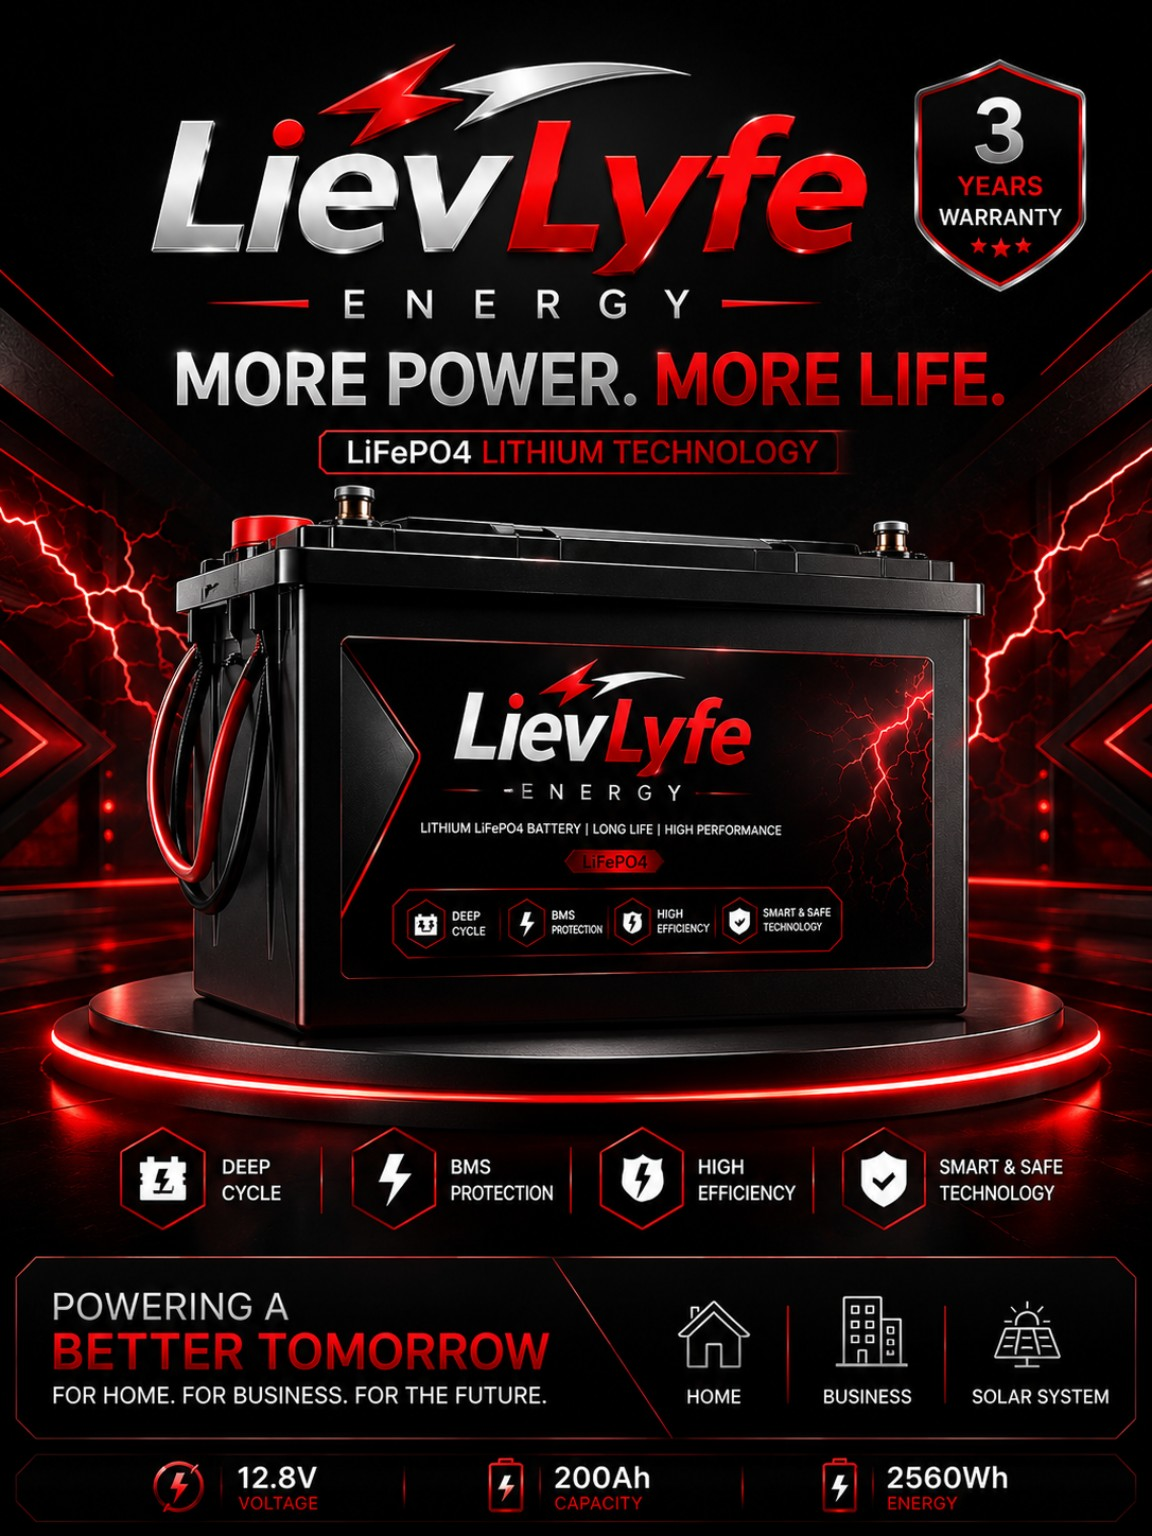 LievLyfe
ENERGY
3
YEARS
WARRANTY
MORE POWER. MORE LIFE.
LiFePO4 LITHIUM TECHNOLOGY
LievLyfe
-ENERGY
LITHIUM LiFePO4 BATTERY | LONG LIFE | HIGH PERFORMANCE
LiFePO4
DEEP
CYCLE
BMS
PROTECTION
HIGH
EFFICIENCY
SMART & SAFE
TECHNOLOGY
DEEP
CYCLE
BMS
PROTECTION
HIGH
EFFICIENCY
SMART & SAFE
TECHNOLOGY
POWERING A
BETTER TOMORROW
FOR HOME. FOR BUSINESS. FOR THE FUTURE.
HOME
BUSINESS
SOLAR SYSTEM
12.8V
VOLTAGE
200Ah
CAPACITY
2560Wh
ENERGY